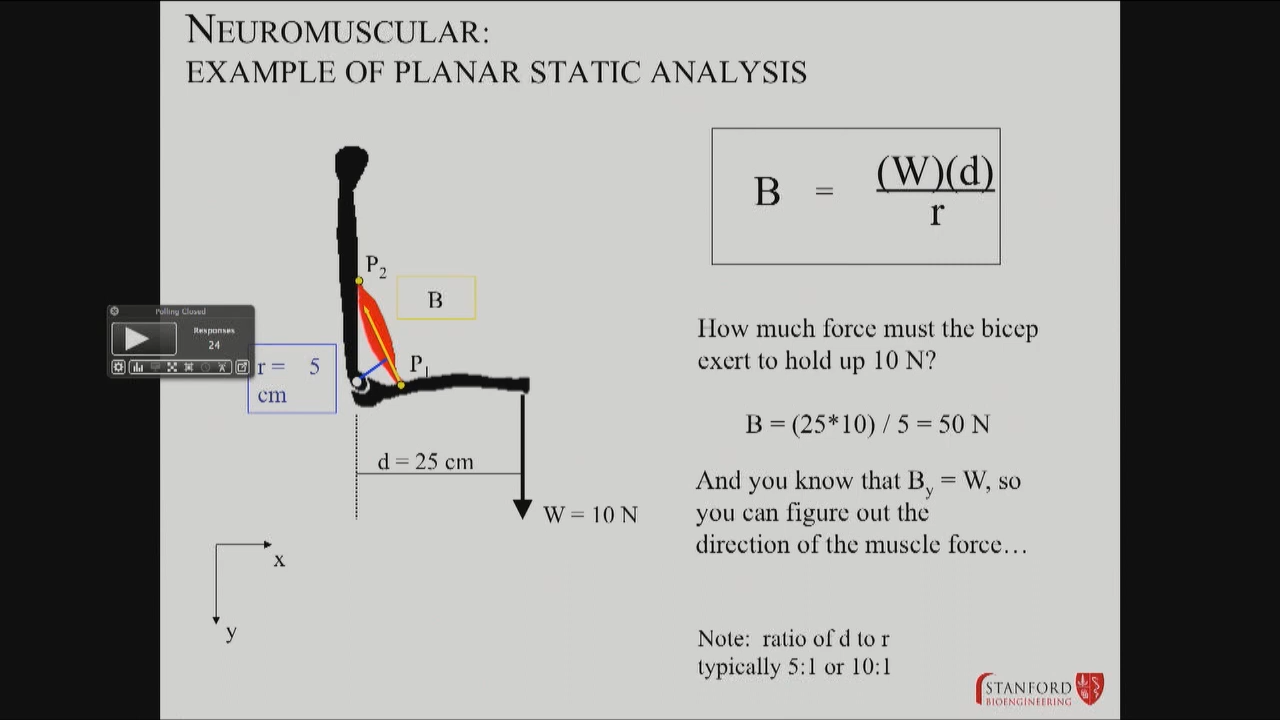 NEUROMUSCULAR:
EXAMPLE OF PLANAR STATIC ANALYSIS
B = (W)(d)
r
P2
B
Polling Closed
Responses
24
r = 5
cm
P1
How much force must the bicep
exert to hold up 10 N?
B = (25*10) / 5 = 50 N
d = 25 cm
And you know that By = W, so
you can figure out the
direction of the muscle force…
W = 10 N
x
y
Note: ratio of d to r
typically 5:1 or 10:1
STANFORD
BIOENGINEERING